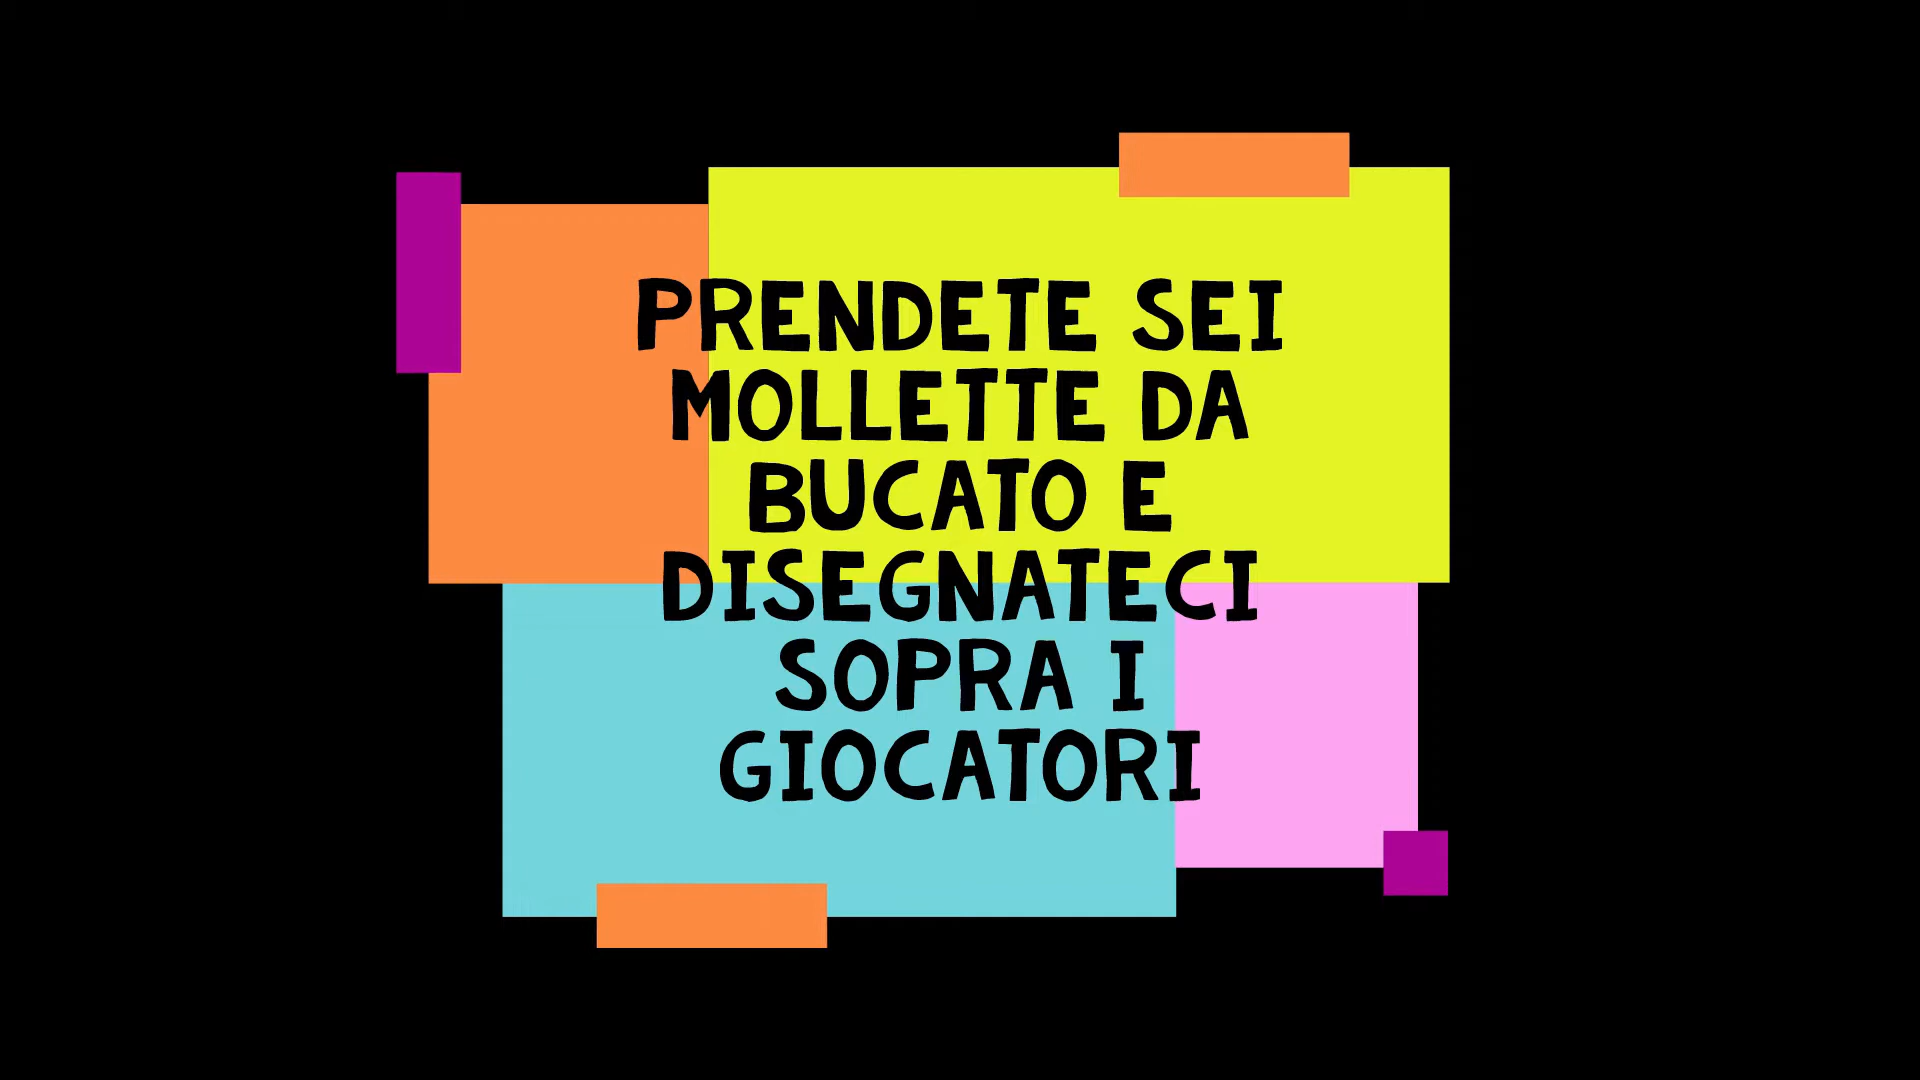 PRENDETE SEI
MOLLETTE DA
BUCATO E
DISEGNATECI
SOPRA I
GIOCATORI